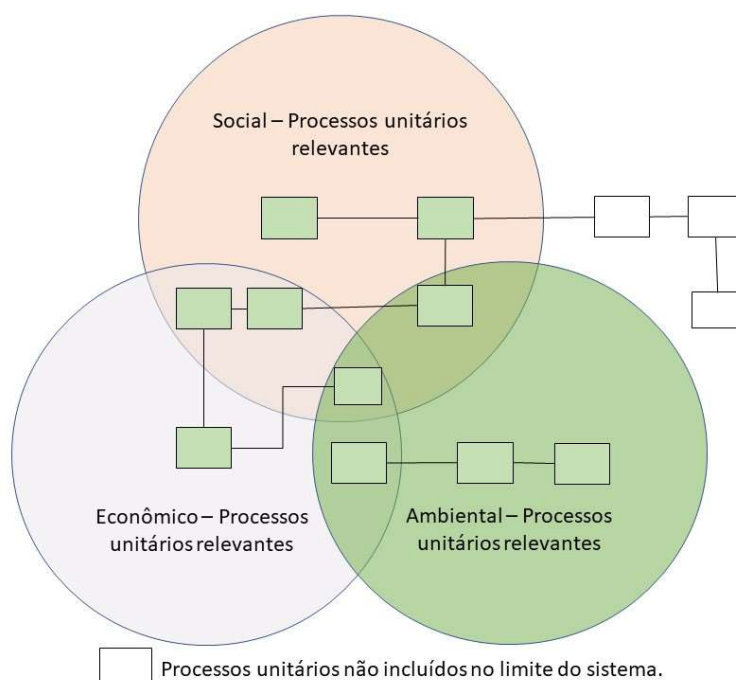 Social – Processos unitários
relevantes
Econômico – Processos
unitários relevantes
Ambiental – Processos
unitários relevantes
Processos unitários não incluídos no limite do sistema.